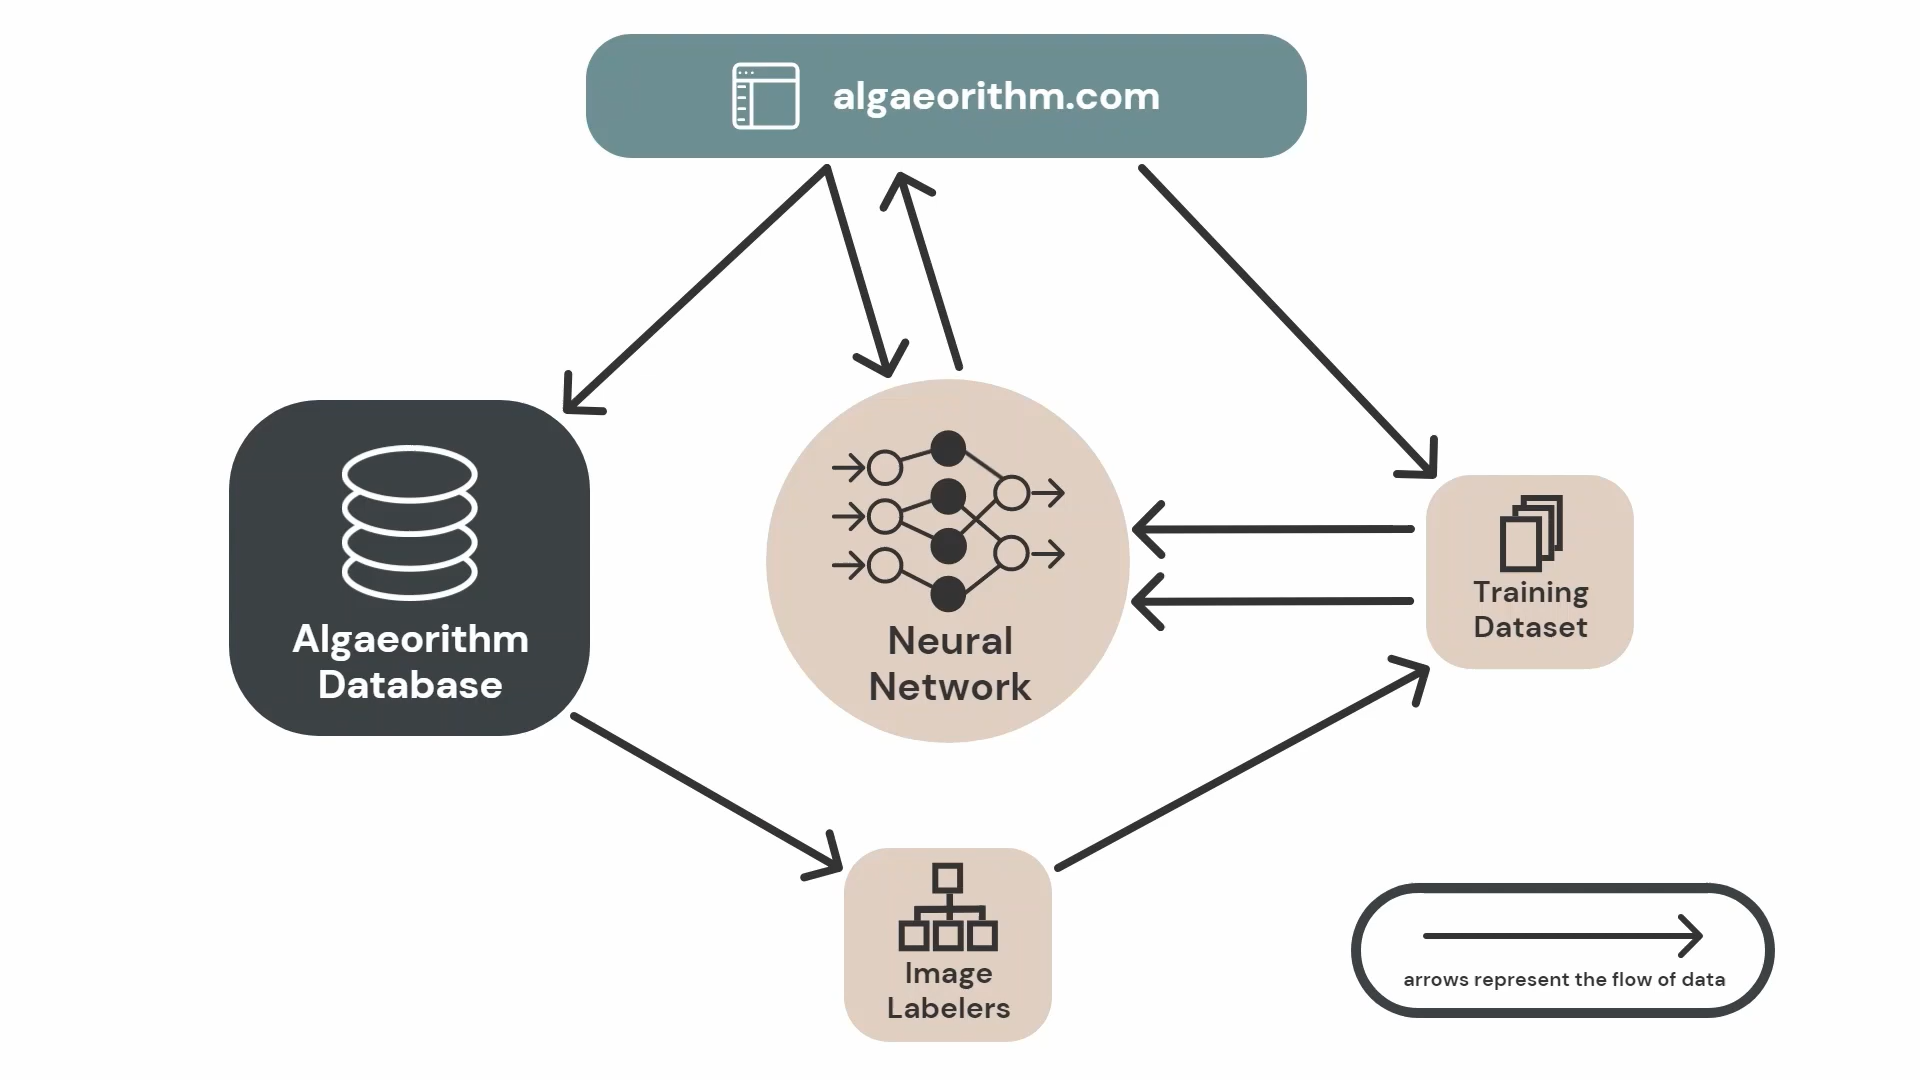 algaeorithm.com
Algaeorithm
Database
Neural
Network
Training
Dataset
Image
Labelers
arrows represent the flow of data